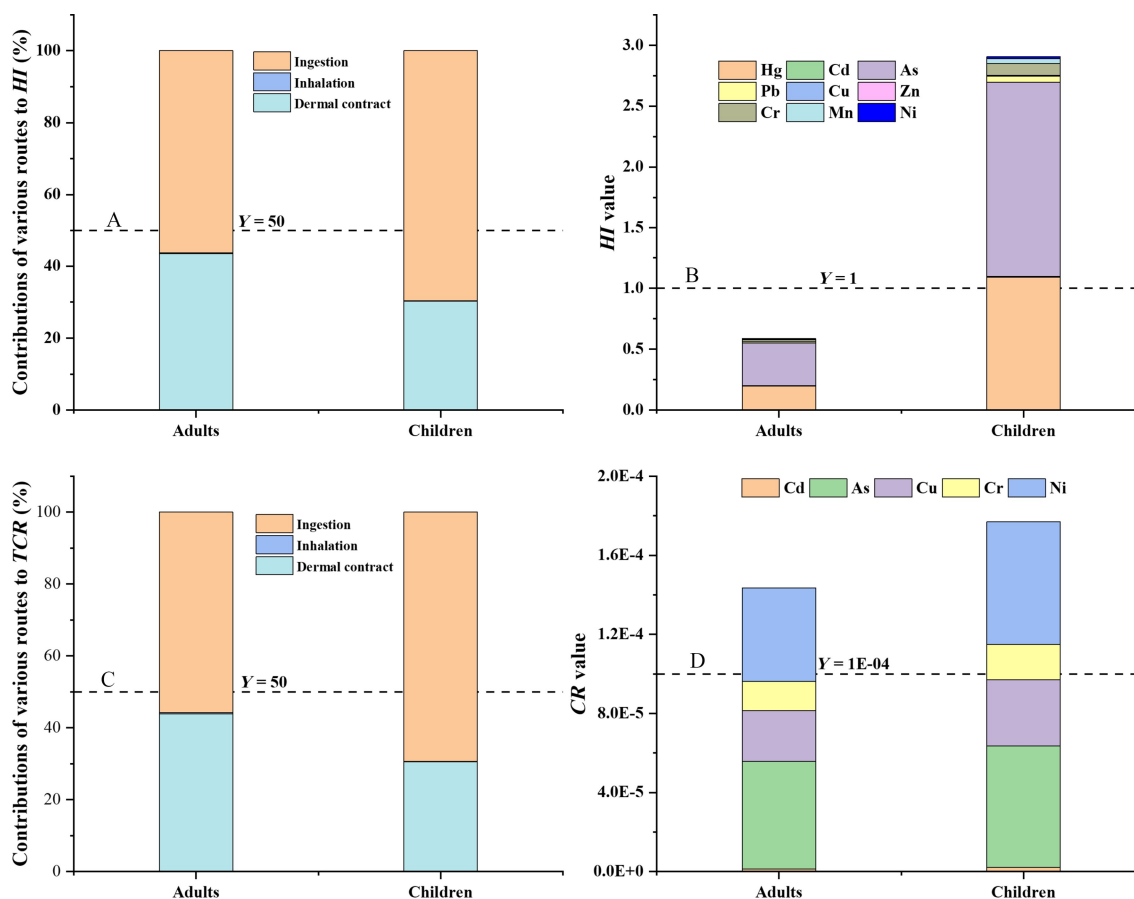 Contributions of various routes to HI (%)
100
80
60
40
20
0
Ingestion
Inhalation
Dermal contract
A
Y = 50
Adults
Children
HI value
3.0
2.5
2.0
1.5
1.0
0.5
0.0
Hg Cd As
Pb Cu Zn
Cr Mn Ni
B
Y = 1
Adults
Children
Contributions of various routes to TCR (%)
100
80
60
40
20
0
Ingestion
Inhalation
Dermal contract
C
Y = 50
Adults
Children
CR value
2.0E-4
1.6E-4
1.2E-4
8.0E-5
4.0E-5
0.0E+0
Cd As Cu Cr Ni
D
Y = 1E-04
Adults
Children